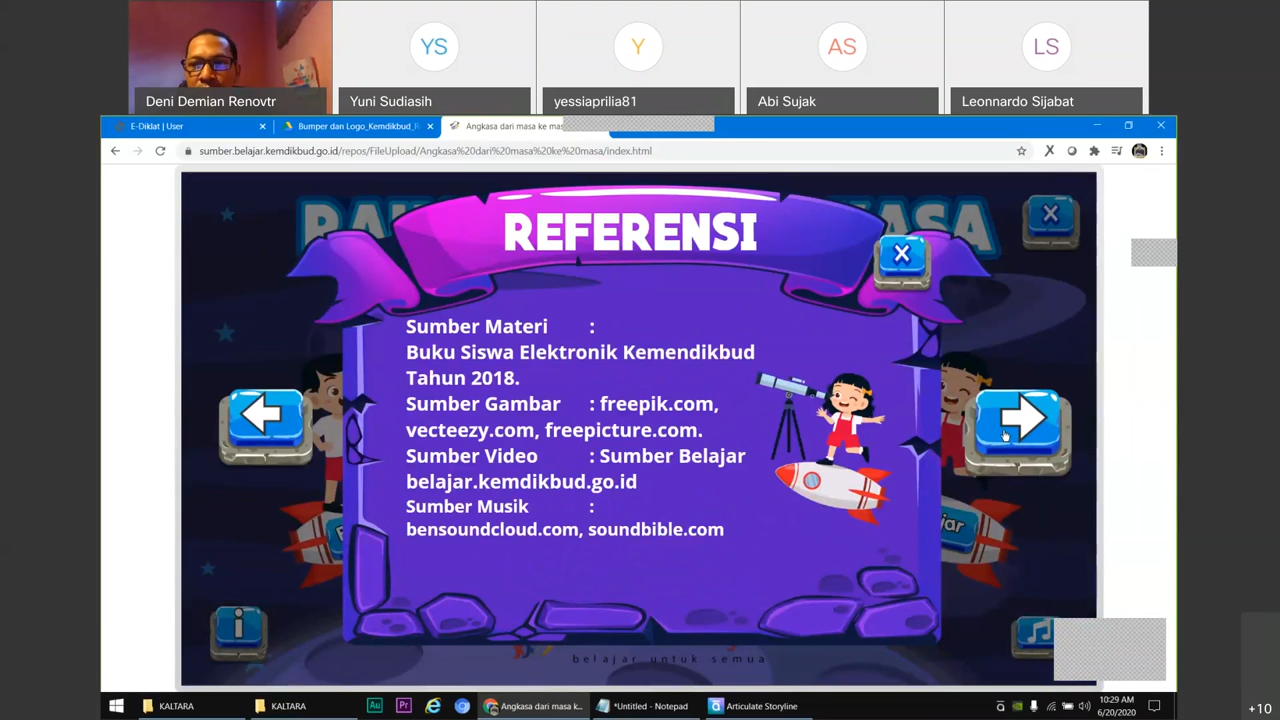 YS
Y
AS
LS
Deni Demian Renovtr
Yuni Sudiasih
yessiaprilia81
Abi Sujak
Leonnardo Sijabat
E-Diklat | User
Bumper dan Logo_Kemdikbud_R
Angkasa dari masa ke mas
sumber.belajar.kemdikbud.go.id/repos/FileUpload/Angkasa%20dari%20masa%20ke%20masa/index.html
REFERENSI
Sumber Materi :
Buku Siswa Elektronik Kemendikbud
Tahun 2018.
Sumber Gambar : freepik.com,
vecteezy.com, freepicture.com.
Sumber Video : Sumber Belajar
belajar.kemdikbud.go.id
Sumber Musik :
bensoundcloud.com, soundbible.com
belajar untuk semua
KALTARA
KALTARA
Au
Pr
Angkasa dari masa k...
*Untitled - Notepad
Articulate Storyline
10:29 AM
6/20/2020
+10